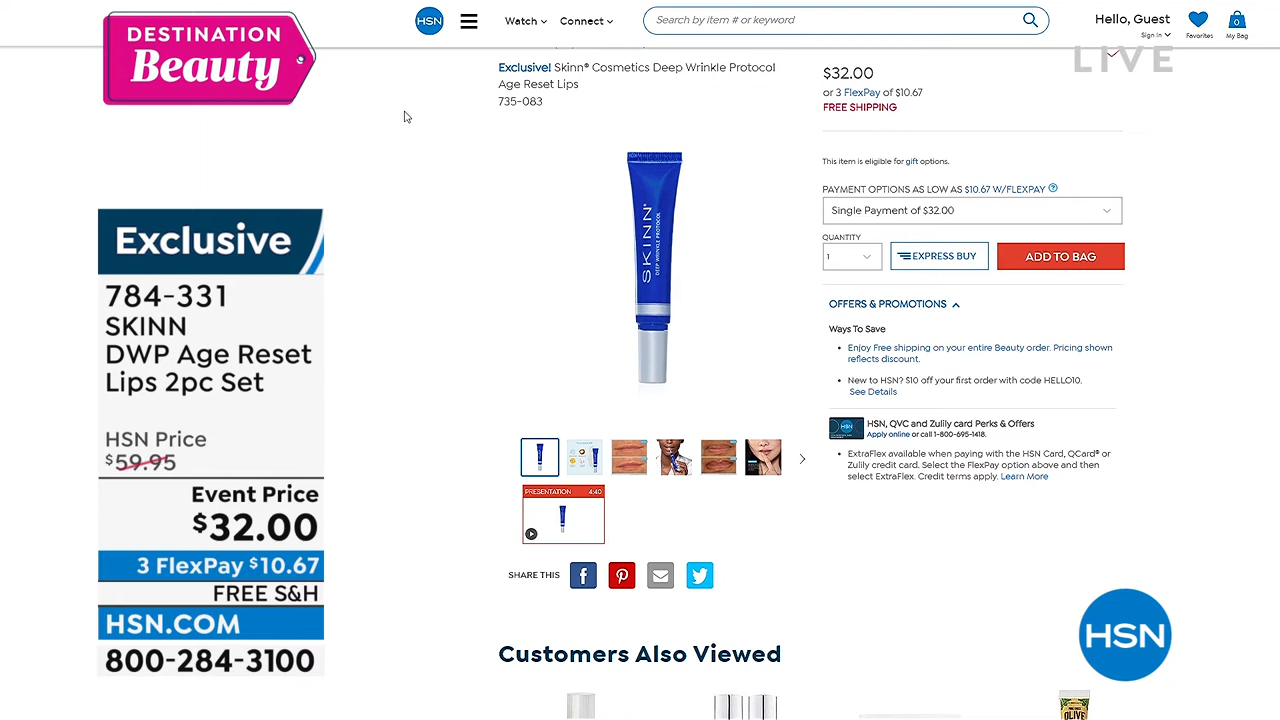 DESTINATION
Beauty
HSN
Watch
Connect
Search by item # or keyword
Hello, Guest
Sign In
Favorites
0
My Bag
LIVE
Exclusive! Skinn® Cosmetics Deep Wrinkle Protocol
Age Reset Lips
735-083
$32.00
or 3 FlexPay of $10.67
FREE SHIPPING
This item is eligible for gift options.
PAYMENT OPTIONS AS LOW AS $10.67 W/FLEXPAY ?
Single Payment of $32.00
QUANTITY
1
EXPRESS BUY
ADD TO BAG
OFFERS & PROMOTIONS
Ways To Save
• Enjoy Free shipping on your entire Beauty order. Pricing shown
reflects discount.
• New to HSN? $10 off your first order with code HELLO10.
See Details
HSN
HSN, QVC and Zulily card Perks & Offers
Apply online or call 1-800-695-1418.
• ExtraFlex available when paying with the HSN Card, QCard® or
Zulily credit card. Select the FlexPay option above and then
select ExtraFlex. Credit terms apply. Learn More
SKINN®
DEEP WRINKLE PROTOCOL
PRESENTATION 4:40
SHARE THIS
Exclusive
784-331
SKINN
DWP Age Reset
Lips 2pc Set
HSN Price
$59.95
Event Price
$32.00
3 FlexPay $10.67
FREE S&H
HSN.COM
800-284-3100
HSN
Customers Also Viewed
OLIVE